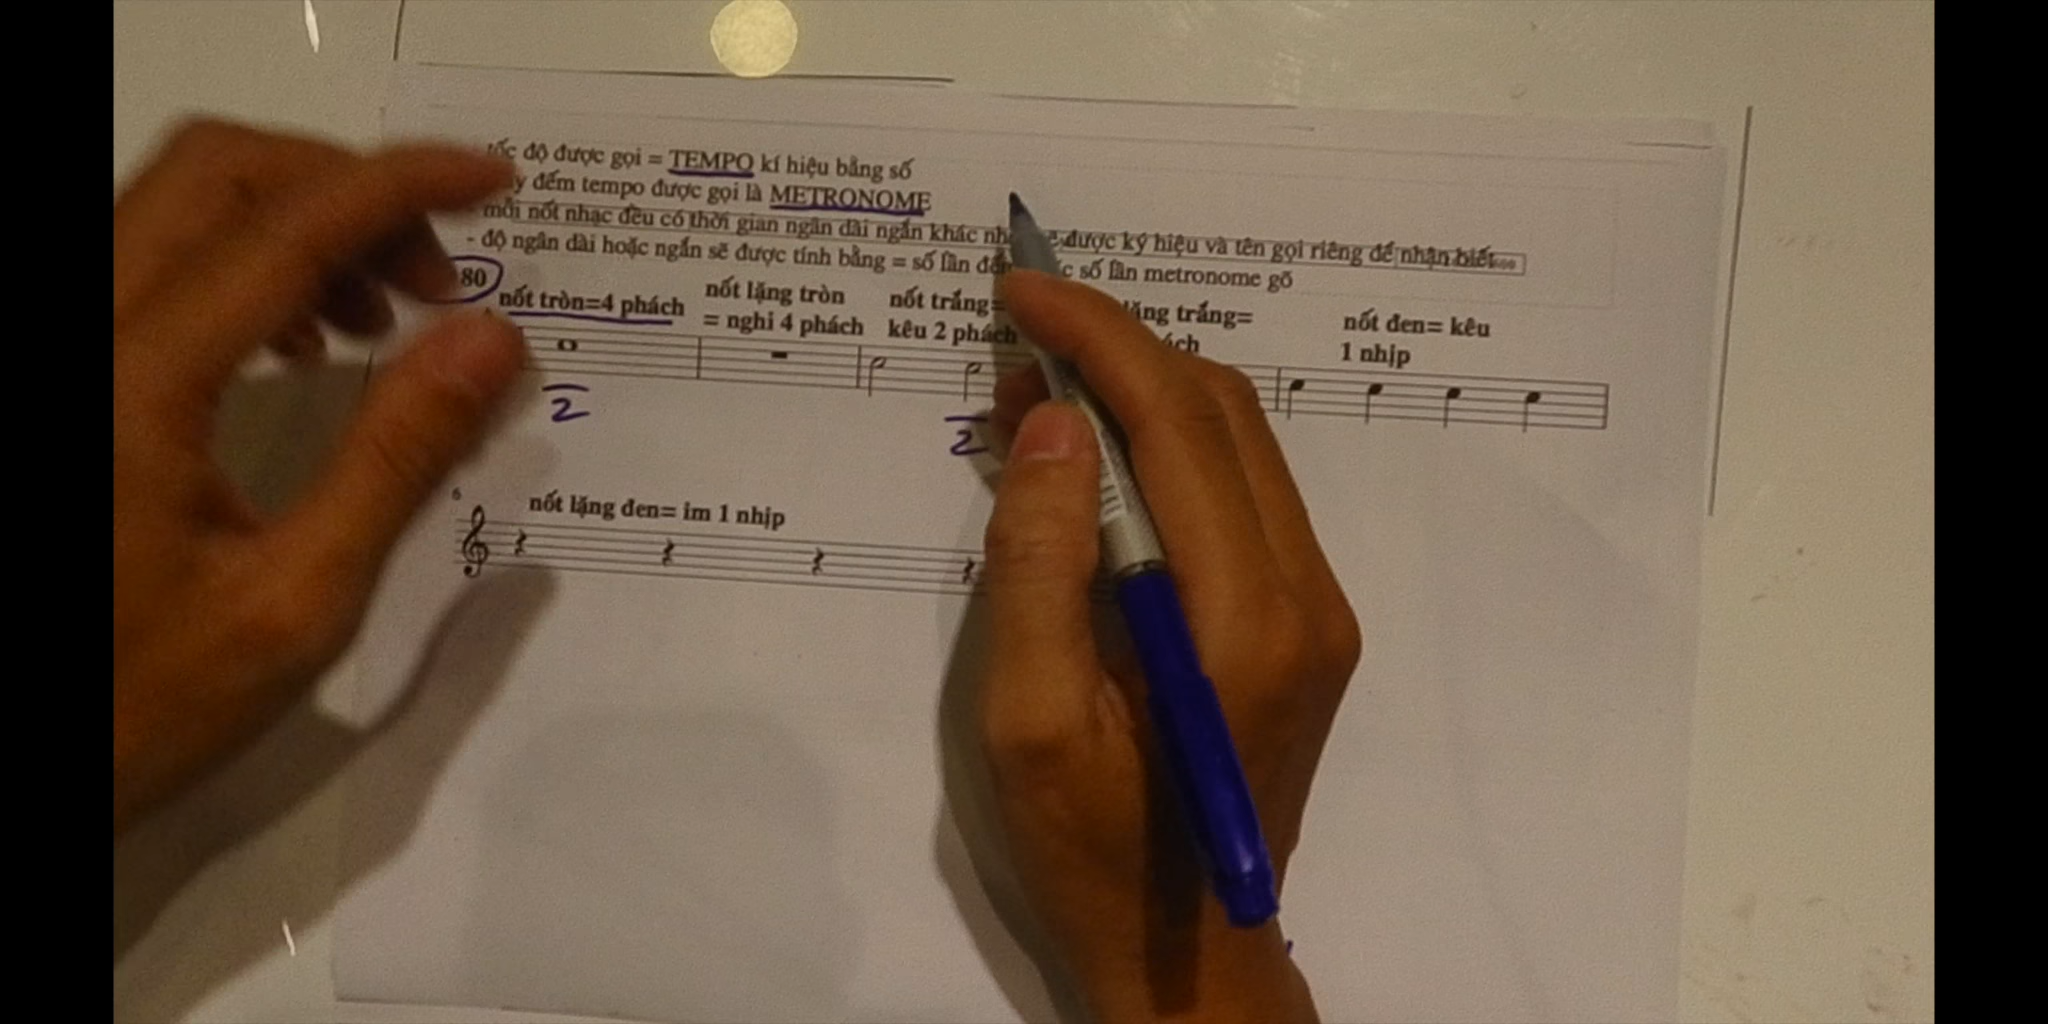 tốc độ được gọi = TEMPO kí hiệu bằng số
đếm tempo được gọi là METRONOME
mỗi nốt nhạc đều có thời gian ngân dài ngắn khác được ký hiệu và tên gọi riêng để nhận biết...
- độ ngân dài hoặc ngắn sẽ được tính bằng = số lần số lần metronome gõ
80
nốt tròn=4 phách
nốt lặng tròn
= nghỉ 4 phách
nốt trắng=
kêu 2 phách
trắng=
nốt đen= kêu
1 nhịp
2
2
6
nốt lặng đen= im 1 nhịp